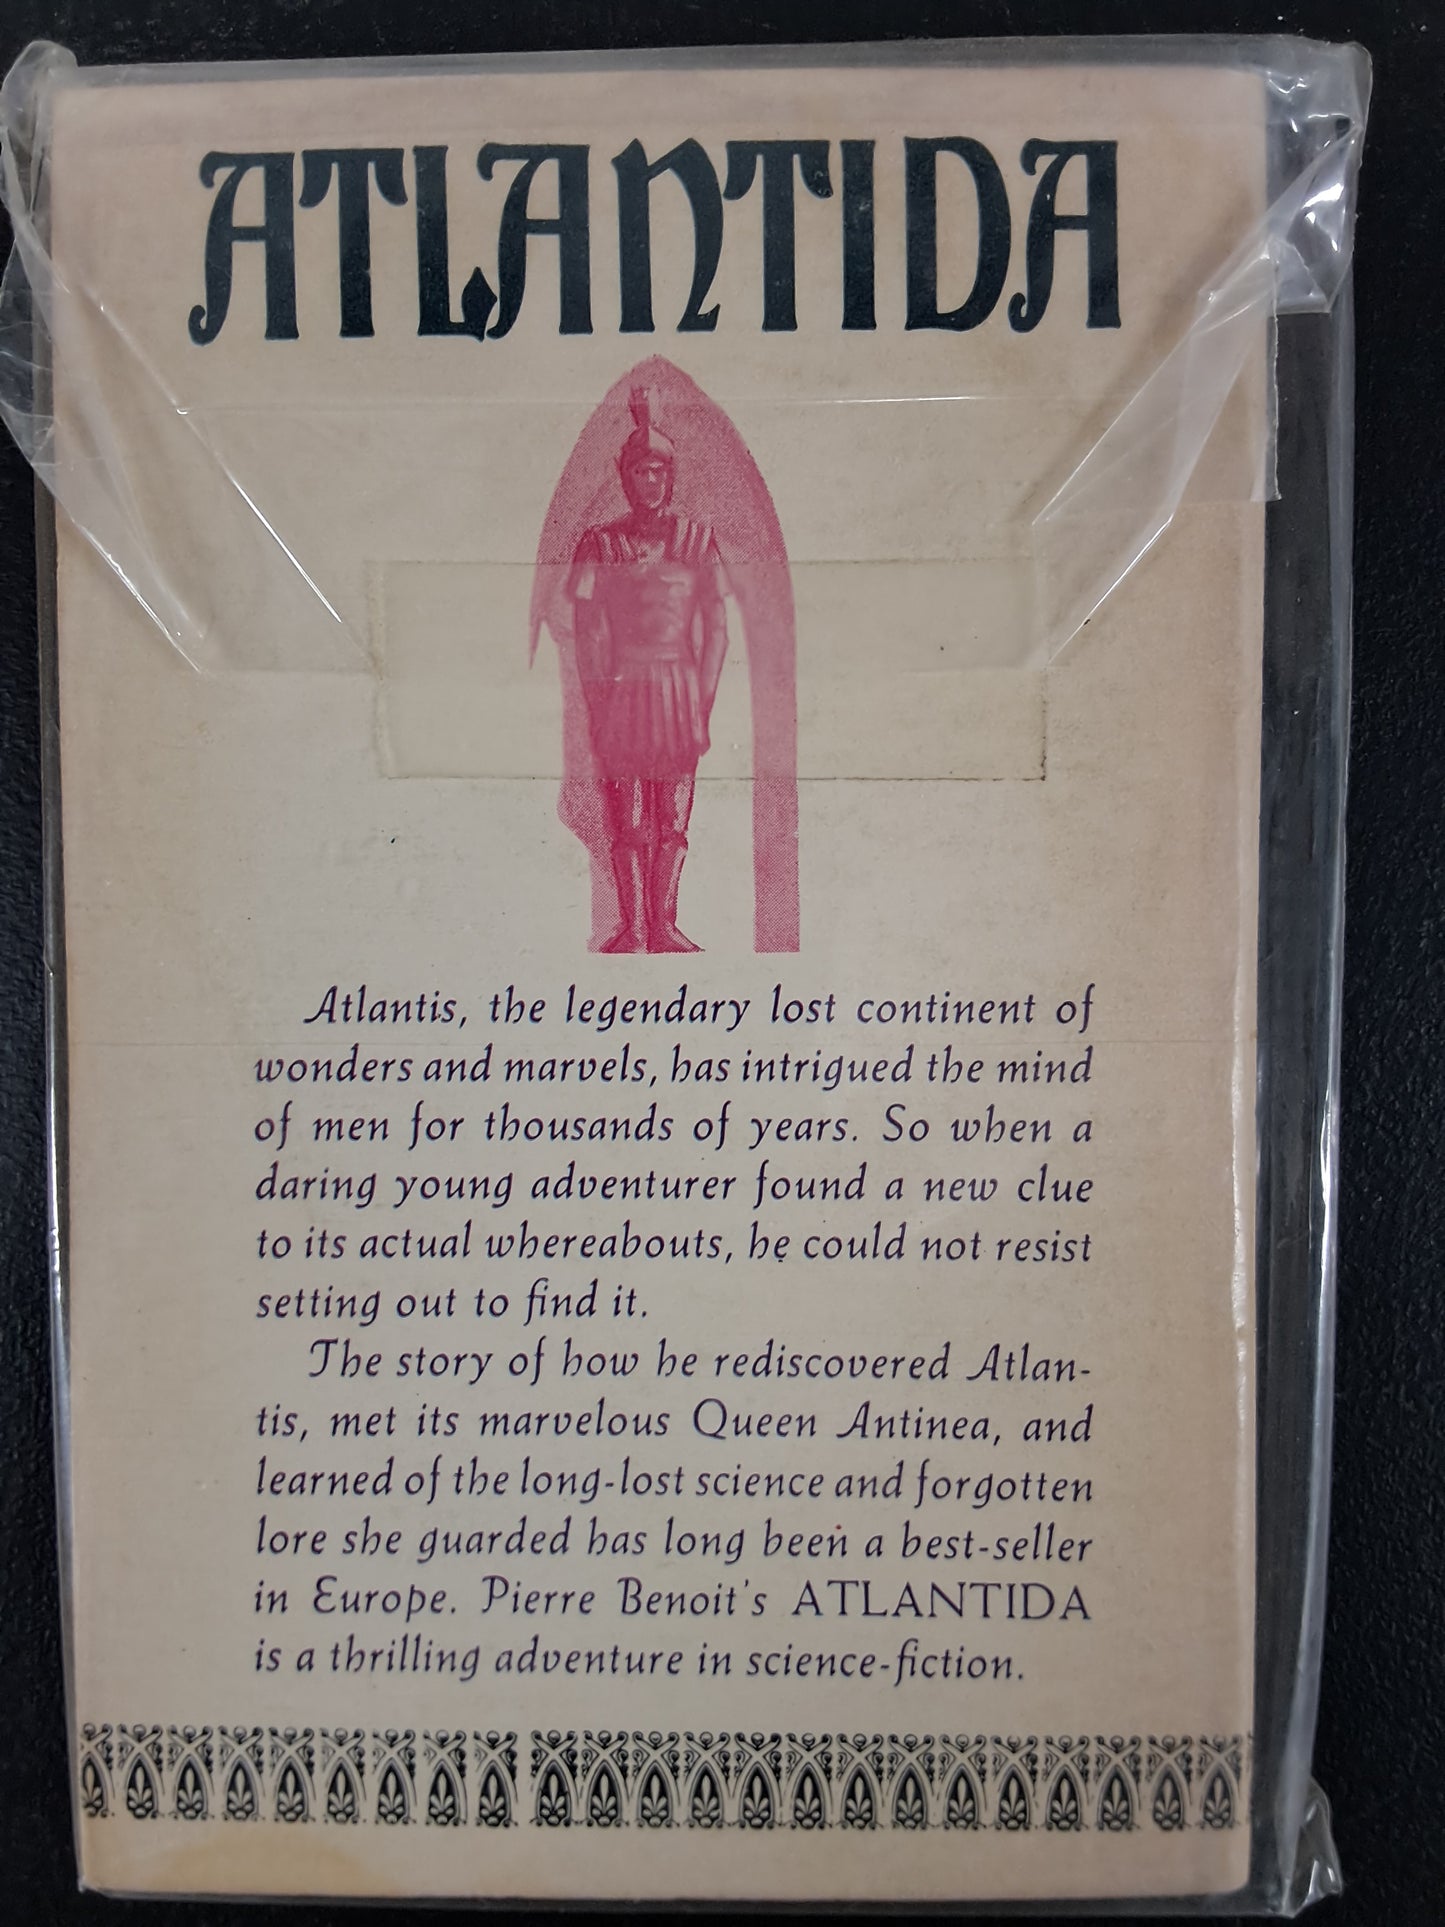 ATLANTIDA
Atlantis, the legendary lost continent of
wonders and marvels, has intrigued the mind
of men for thousands of years. So when a
daring young adventurer found a new clue
to its actual whereabouts, he could not resist
setting out to find it.
The story of how he rediscovered Atlan-
tis, met its marvelous Queen Antinea, and
learned of the long-lost science and forgotten
lore she guarded has long been a best-seller
in Europe. Pierre Benoit's ATLANTIDA
is a thrilling adventure in science-fiction.